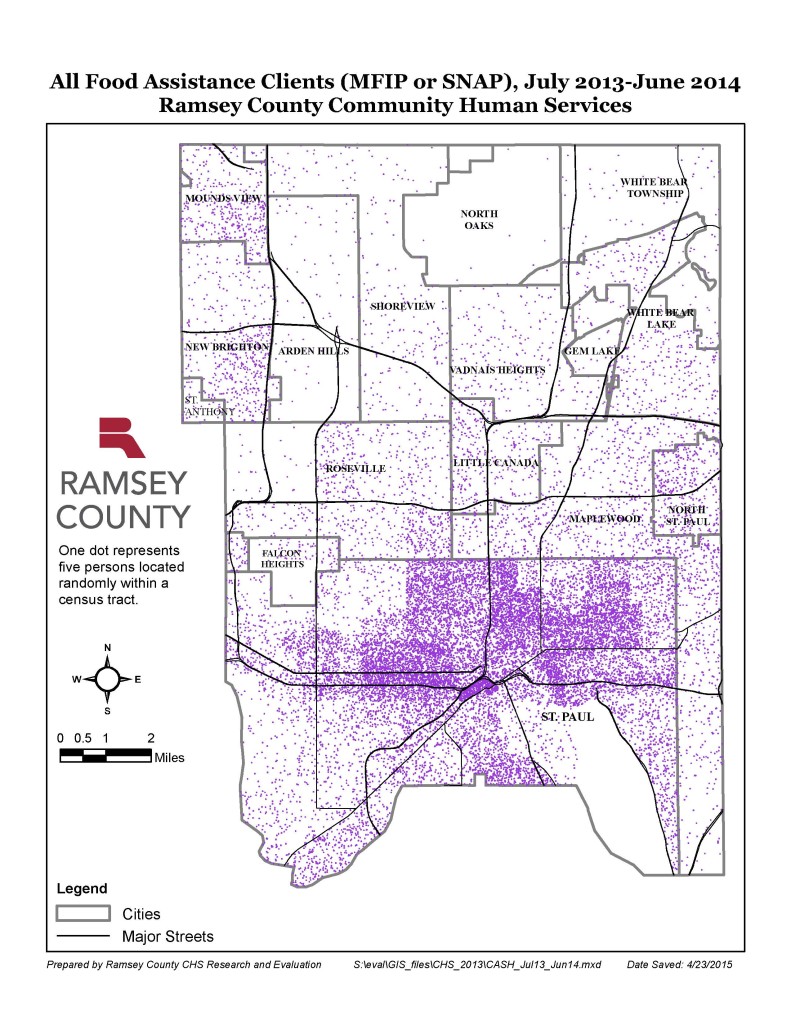 All Food Assistance Clients (MFIP or SNAP), July 2013-June 2014
Ramsey County Community Human Services
MOUNDS VIEW
NORTH
OAKS
WHITE BEAR
TOWNSHIP
SHOREVIEW
WHITE BEAR
LAKE
NEW BRIGHTON
ARDEN HILLS
GEM LAKE
VADNAIS HEIGHTS
ST.
ANTHONY
ROSEVILLE
LITTLE CANADA
RAMSEY
COUNTY
MAPLEWOOD
NORTH
ST. PAUL
One dot represents
five persons located
randomly within a
census tract.
FALCON
HEIGHTS
N
W E
S
ST. PAUL
0 0.5 1 2
Miles
Legend
Cities
Major Streets
Prepared by Ramsey County CHS Research and Evaluation S:\eval\GIS_files\CHS_2013\CASH_Jul13_Jun14.mxd Date Saved: 4/23/2015